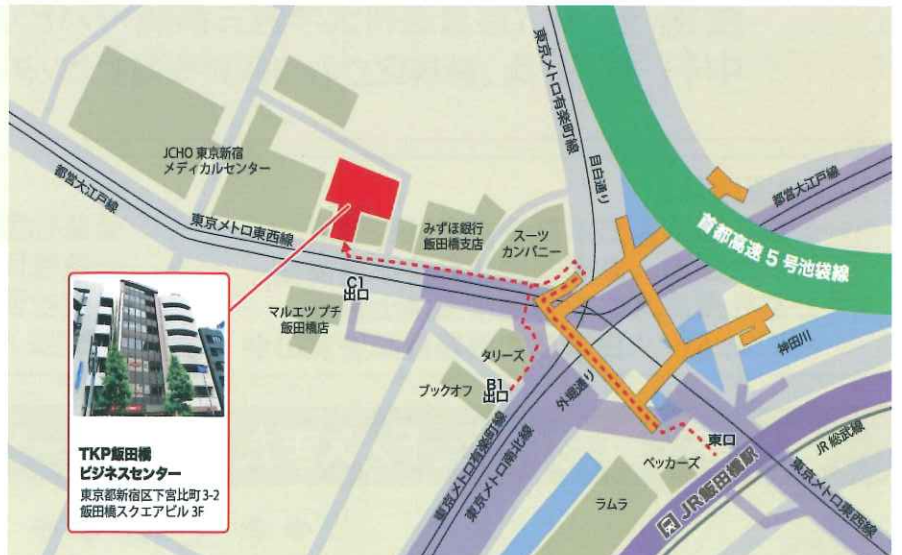 東京メトロ有楽町線
目白通り
都営大江戸線
首都高速5号池袋線
JCHO 東京新宿
メディカルセンター
都営大江戸線
東京メトロ東西線
みずほ銀行
飯田橋支店
スーツ
カンパニー
C1
出口
マルエツ プチ
飯田橋店
タリーズ
ブックオフ
B1
出口
外堀通り
神田川
東口
ベッカーズ
ラムラ
JR飯田橋駅
JR 総武線
東京メトロ東西線
東京メトロ有楽町線
東京メトロ南北線
TKP飯田橋
ビジネスセンター
東京都新宿区下宮比町 3-2
飯田橋スクエアビル 3F